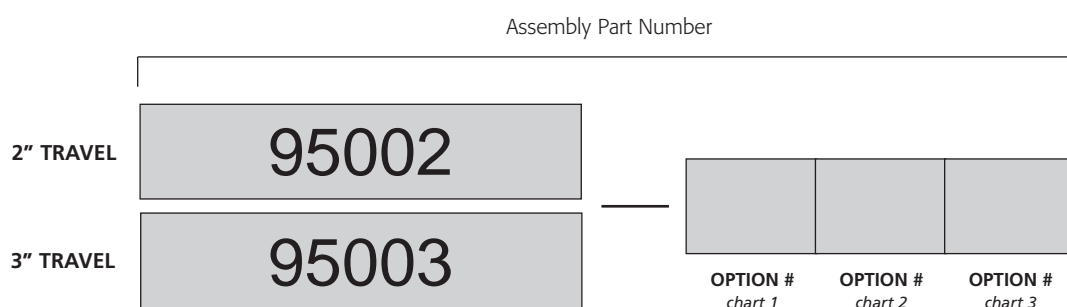 Assembly Part Number
2” TRAVEL
95002
3” TRAVEL
95003
OPTION # OPTION # OPTION #
chart 1 chart 2 chart 3